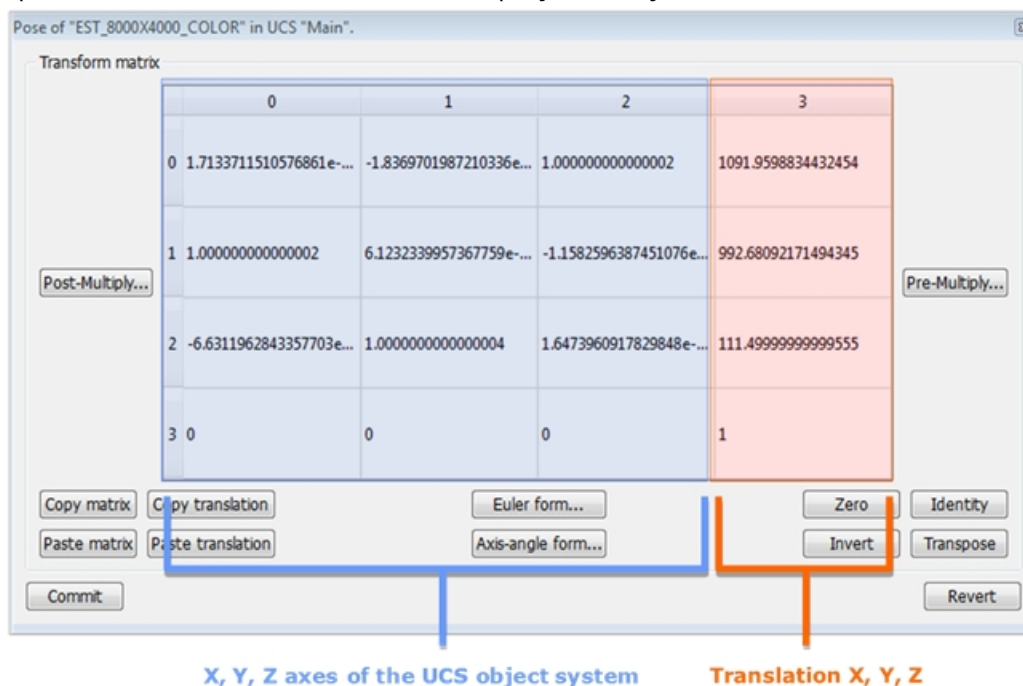 Pose of "EST_8000X4000_COLOR" in UCS "Main".
Transform matrix
0 1 2 3
0 1.7133711510576861e-... -1.8369701987210336e... 1.000000000000002 1091.9598834432454
1 1.000000000000002 6.1232339957367759e-... -1.1582596387451076e... 992.68092171494345
2 -6.6311962843357703e... 1.0000000000000004 1.6473960917829848e-... 111.49999999999555
3 0 0 0 1
Post-Multiply... Pre-Multiply...
Copy matrix Copy translation Euler form... Zero Identity
Paste matrix Paste translation Axis-angle form... Invert Transpose
Commit Revert
X, Y, Z axes of the UCS object system Translation X, Y, Z